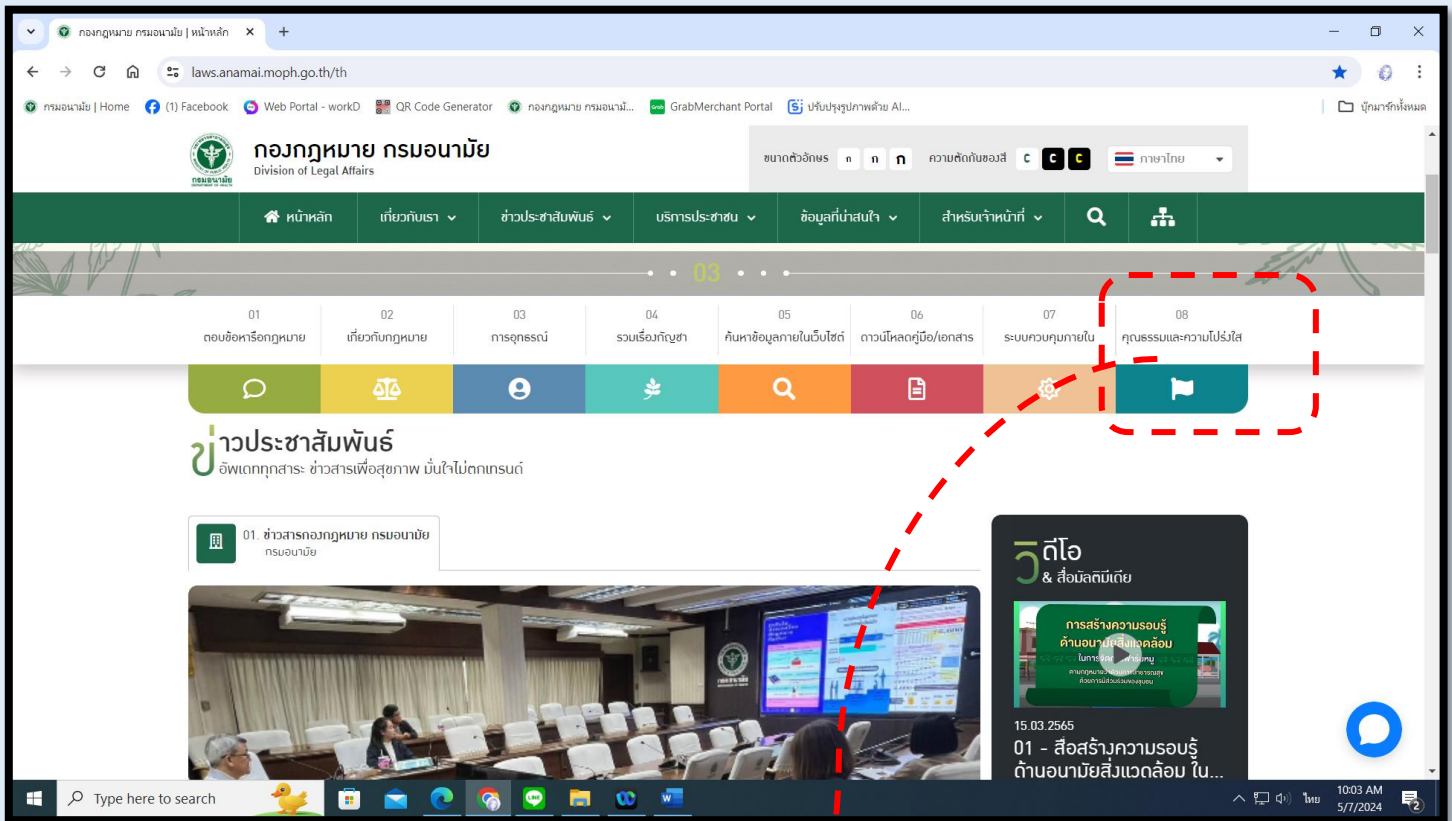 กองกฎหมาย กรมอนามัย | หน้าหลัก
laws.anamai.moph.go.th/th
กรมอนามัย | Home
(1) Facebook
Web Portal - workD
QR Code Generator
กองกฎหมาย กรมอนามั...
GrabMerchant Portal
ปรับปรุงรูปภาพด้วย AI...
บุ๊กมาร์กทั้งหมด
กรมอนามัย
กองกฎหมาย กรมอนามัย
Division of Legal Affairs
ขนาดตัวอักษร ก ก ก ความตัดกันของสี C C C ภาษาไทย
หน้าหลัก เกี่ยวกับเรา ข่าวประชาสัมพันธ์ บริการประชาชน ข้อมูลที่น่าสนใจ สำหรับเจ้าหน้าที่
03
01 02 03 04 05 06 07 08
ตอบข้อหารือกฎหมาย เกี่ยวกับกฎหมาย การอุทธรณ์ รวมเรื่องกัญชา ค้นหาข้อมูลภายในเว็บไซต์ ดาวน์โหลดคู่มือ/เอกสาร ระบบควบคุมภายใน คุณธรรมและความโปร่งใส
ข่าวประชาสัมพันธ์
อัพเดททุกสาระ ข่าวสารเพื่อสุขภาพ มั่นใจไม่ตกเทรนด์
01. ข่าวสารกองกฎหมาย กรมอนามัย
กรมอนามัย
วิดีโอ
& สื่อมัลติมีเดีย
การสร้างความรอบรู้
ด้านอนามัยสิ่งแวดล้อม
15.03.2565
01 - สื่อสร้างความรอบรู้
ด้านอนามัยสิ่งแวดล้อม ใน...
Type here to search
ไทย
10:03 AM
5/7/2024
2